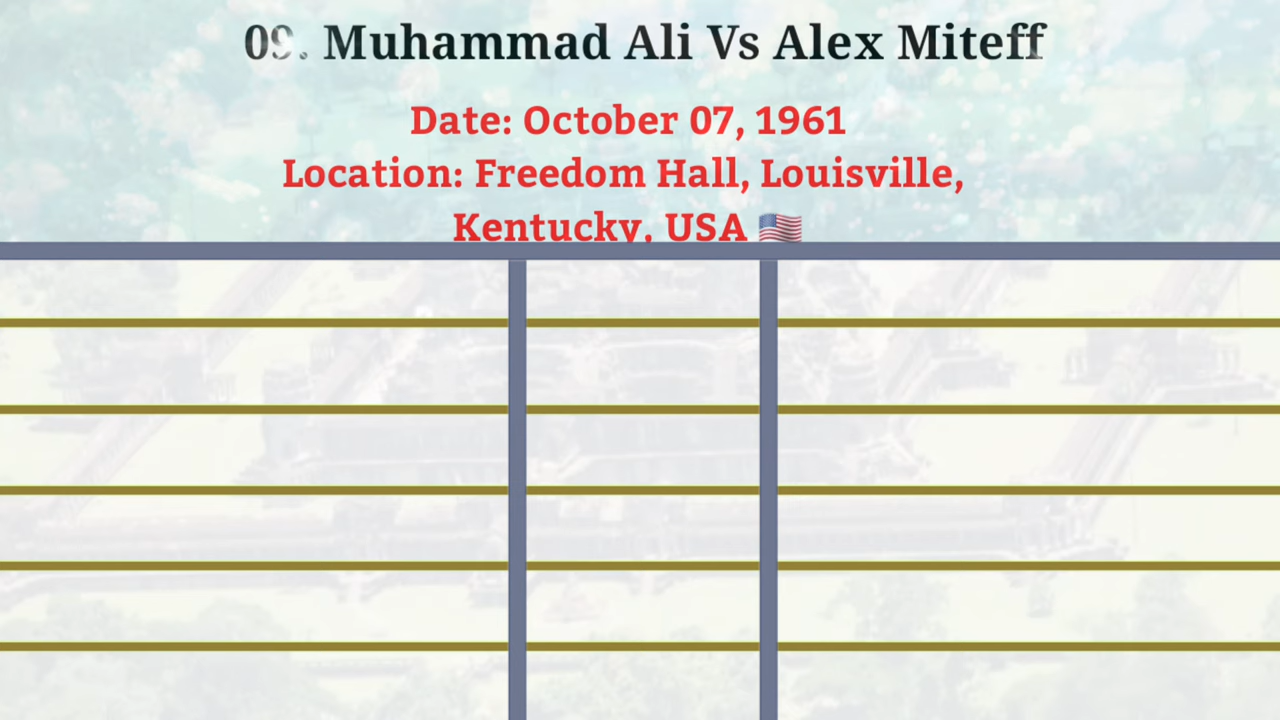 09. Muhammad Ali Vs Alex Miteff
Date: October 07, 1961
Location: Freedom Hall, Louisville,
Kentucky, USA 🇺🇸